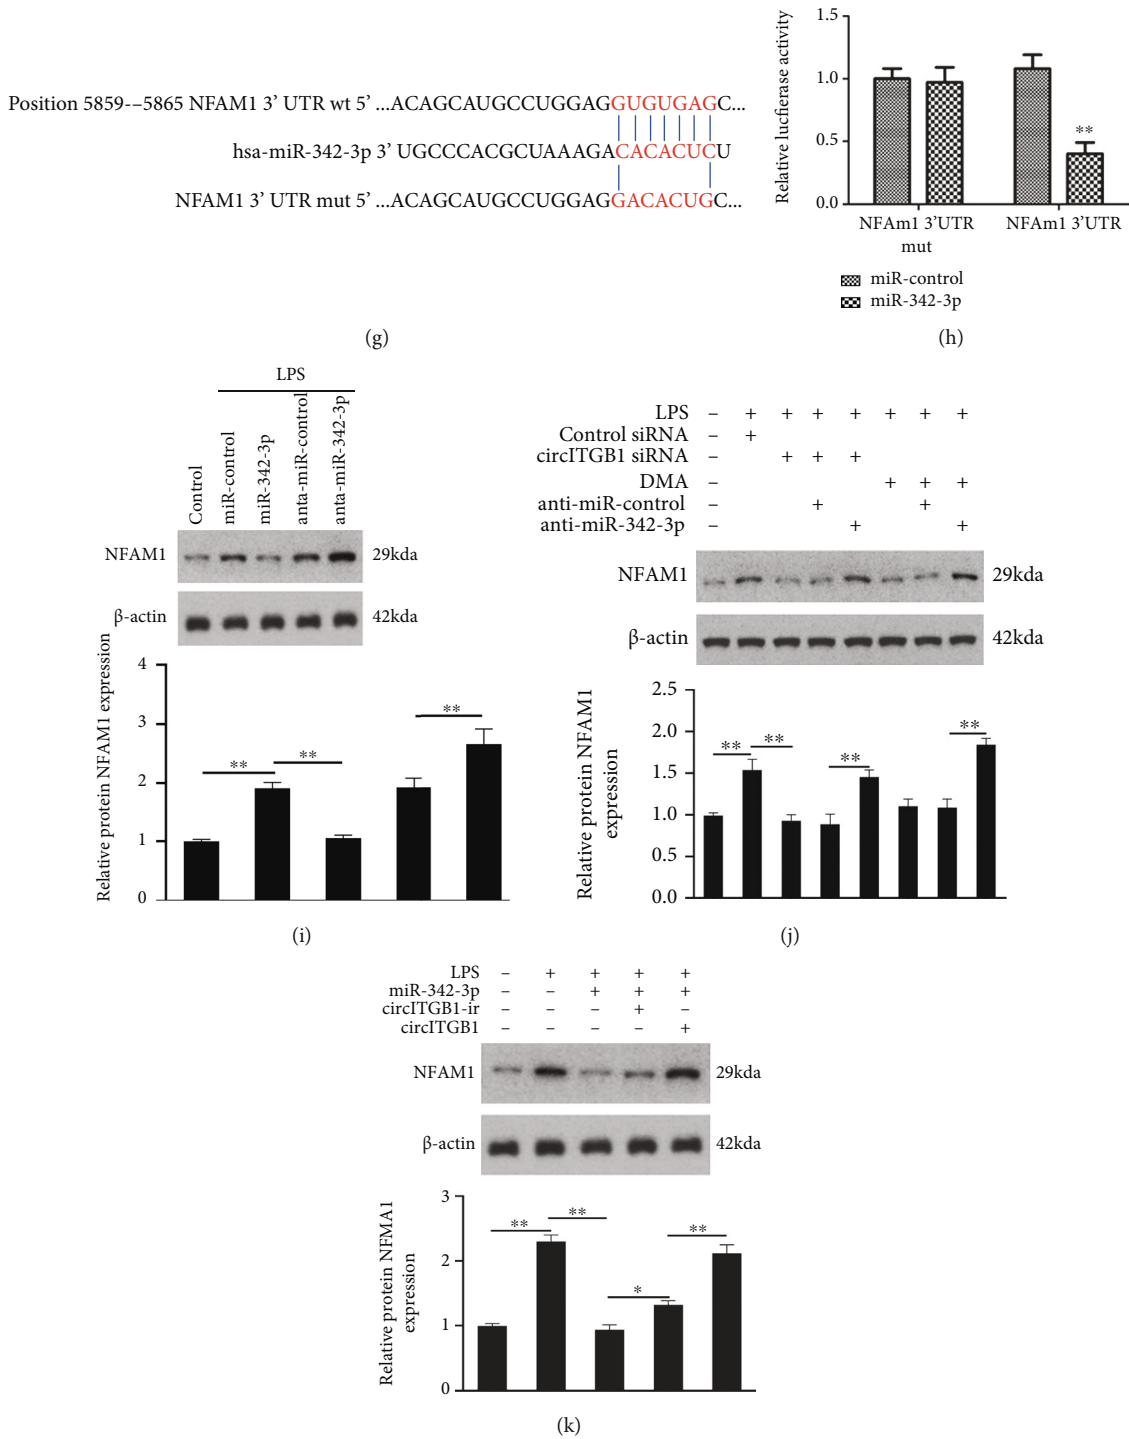 Position 5859--5865 NFAM1 3' UTR wt 5' ...ACAGCAUGCCUGGAGGUGUGAGC...
hsa-miR-342-3p 3' UGCCCACGCUAAAGACACACUCU
NFAM1 3' UTR mut 5' ...ACAGCAUGCCUGGAGGACACUGC...
(g)
Relative lucfierase activity
1.5
1.0
0.5
0.0
**
NFAm1 3'UTR
mut
NFAm1 3'UTR
miR-control
miR-342-3p
(h)
LPS
Control
miR-control
miR-342-3p
anta-miR-control
anta-miR-342-3p
NFAM1
29kda
β-actin
42kda
Relative protein NFAM1 expression
4
3
2
1
0
**
**
**
(i)
LPS – + + + + + + +
Control siRNA – +
circITGB1 siRNA – + + +
DMA – + + +
anti-miR-control – + +
anti-miR-342-3p – + +
NFAM1
29kda
β-actin
42kda
Relative protein NFAM1
expression
2.5
2.0
1.5
1.0
0.5
0.0
**
**
**
**
(j)
LPS – + + + +
miR-342-3p – – + + +
circITGB1-ir – – – + –
circITGB1 – – – – +
NFAM1
29kda
β-actin
42kda
Relative protein NFMA1
expression
3
2
1
0
**
**
*
**
(k)